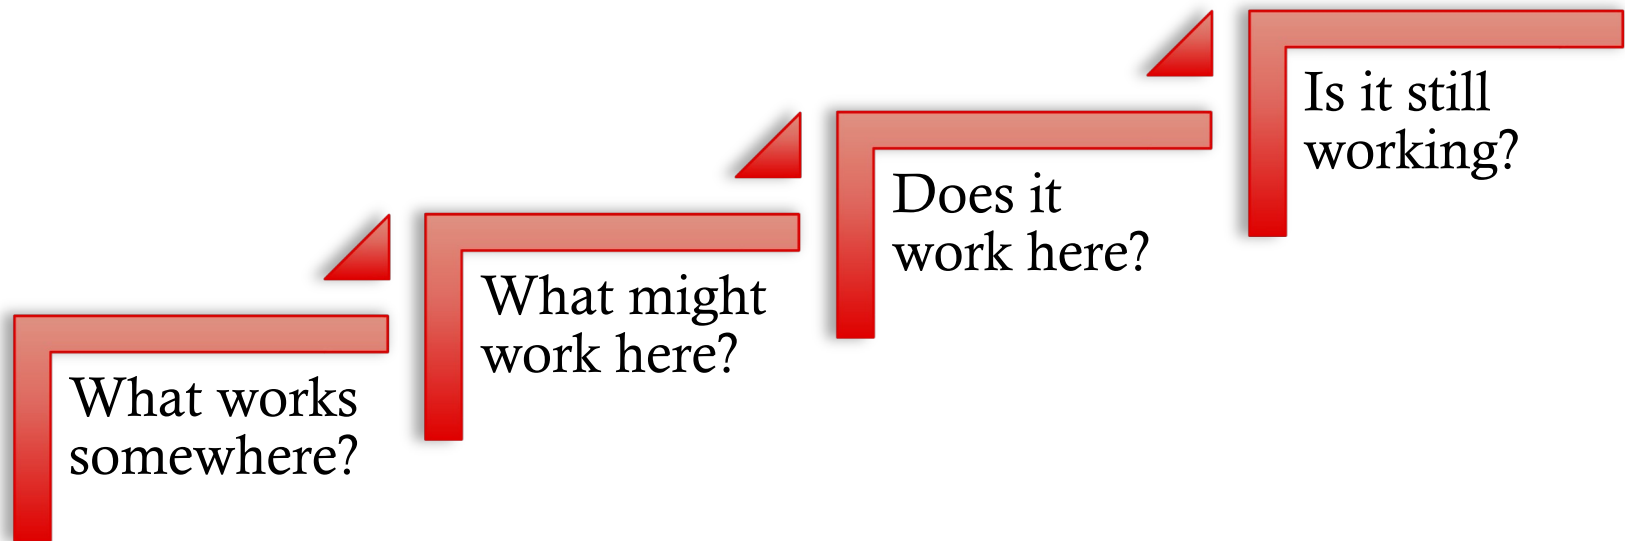 What works
somewhere?
What might
work here?
Does it
work here?
Is it still
working?